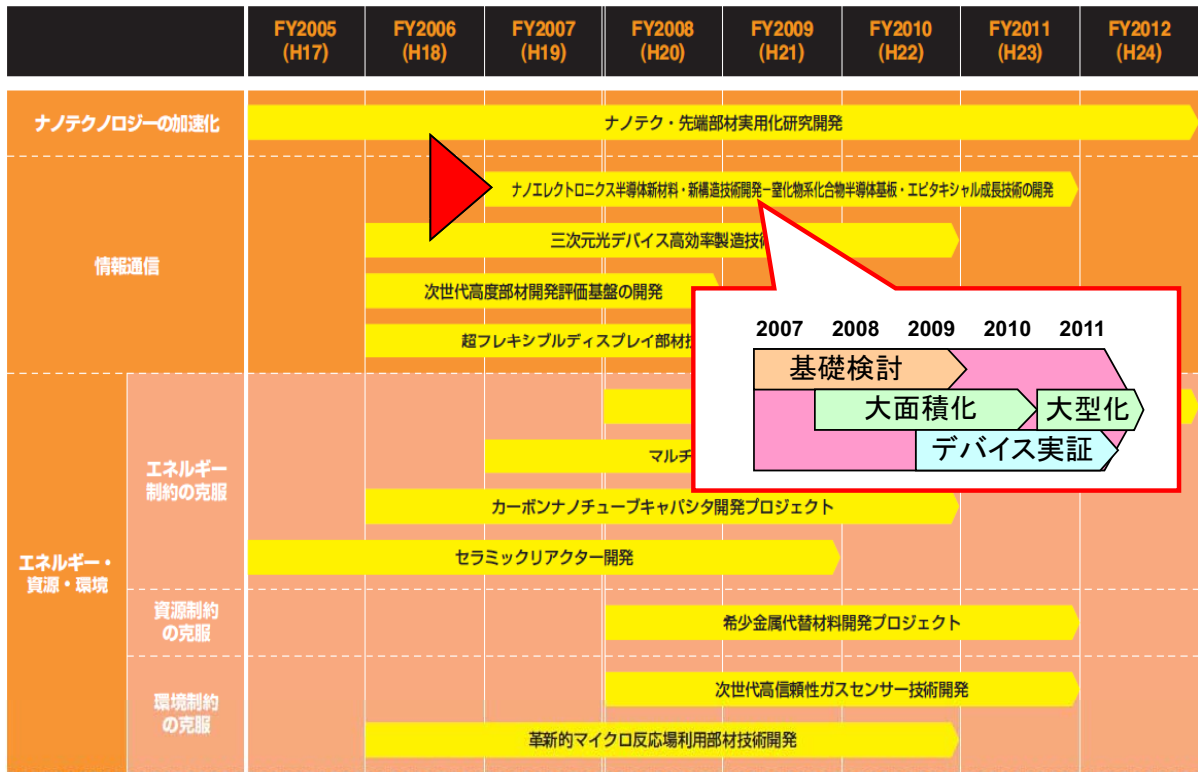 FY2005 FY2006 FY2007 FY2008 FY2009 FY2010 FY2011 FY2012
(H17) (H18) (H19) (H20) (H21) (H22) (H23) (H24)
ナノテクノロジーの加速化
ナノテク・先端部材実用化研究開発
情報通信
ナノエレクトロニクス半導体新材料・新構造技術開発－窒化物系化合物半導体基板・エピタキシャル成長技術の開発
三次元光デバイス高効率製造技術
次世代高度部材開発評価基盤の開発
超フレキシブルディスプレイ部材技
2007 2008 2009 2010 2011
基礎検討
大面積化
大型化
デバイス実証
エネルギー・
資源・環境
エネルギー
制約の克服
マルチ
カーボンナノチューブキャパシタ開発プロジェクト
セラミックリアクター開発
資源制約
の克服
希少金属代替材料開発プロジェクト
環境制約
の克服
次世代高信頼性ガスセンサー技術開発
革新的マイクロ反応場利用部材技術開発